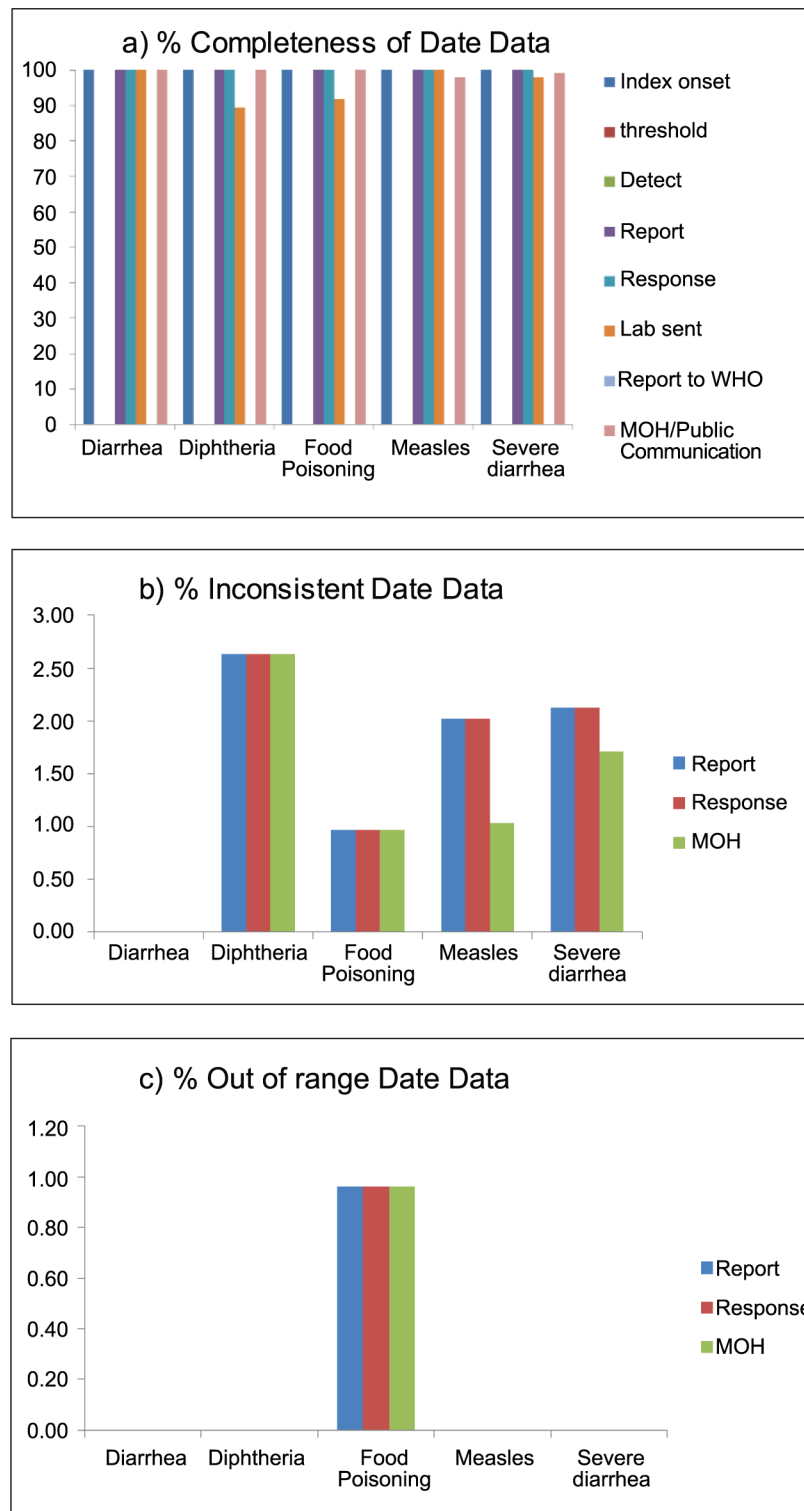 a) % Completeness of Date Data
100
90
80
70
60
50
40
30
20
10
0
Diarrhea Diphtheria Food Poisoning Measles Severe diarrhea
Index onset
threshold
Detect
Report
Response
Lab sent
Report to WHO
MOH/Public
Communication
b) % Inconsistent Date Data
3.00
2.50
2.00
1.50
1.00
0.50
0.00
Diarrhea Diphtheria Food Poisoning Measles Severe diarrhea
Report
Response
MOH
c) % Out of range Date Data
1.20
1.00
0.80
0.60
0.40
0.20
0.00
Diarrhea Diphtheria Food Poisoning Measles Severe diarrhea
Report
Response
MOH